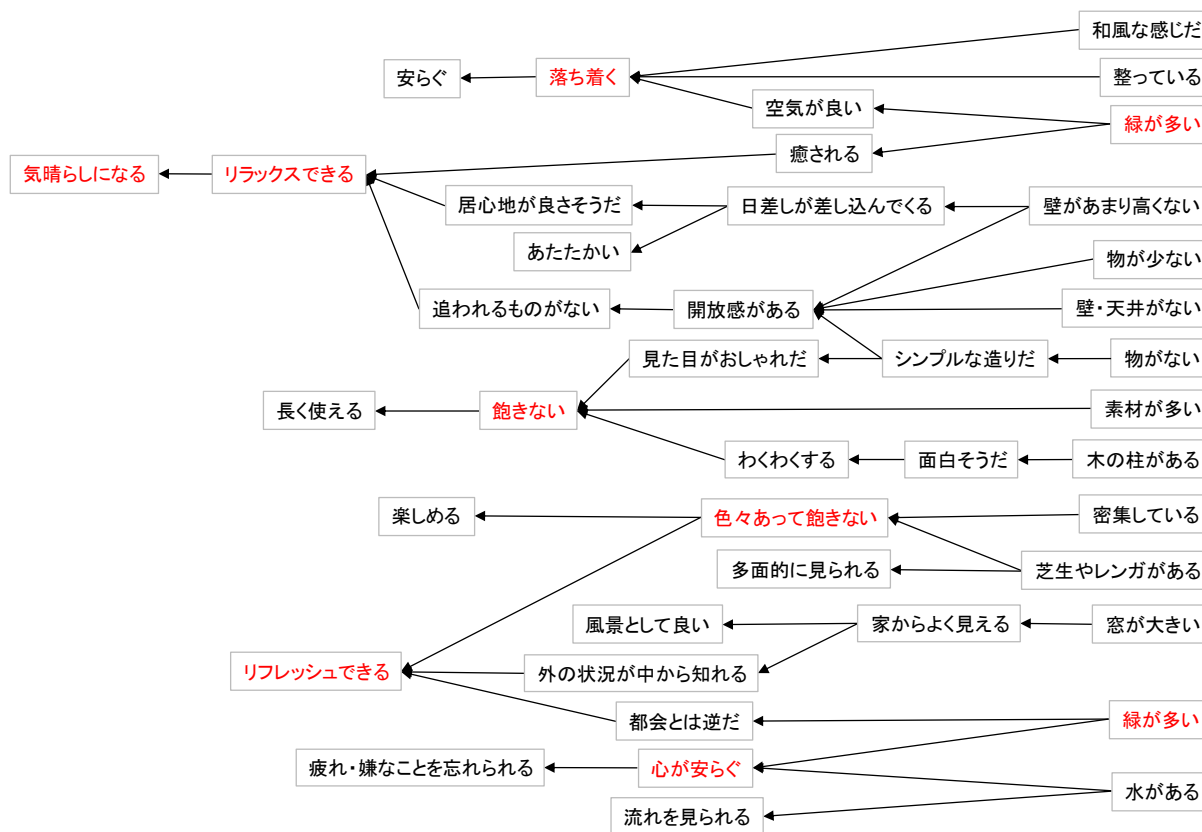 和風な感じだ
安らぐ
落ち着く
整っている
空気が良い
緑が多い
癒される
気晴らしになる
リラックスできる
居心地が良さそうだ
日差しが差し込んでくる
壁があまり高くない
あたたかい
物が少ない
追われるものがない
開放感がある
壁・天井がない
見た目がおしゃれだ
シンプルな造りだ
物がない
長く使える
飽きない
素材が多い
わくわくする
面白そうだ
木の柱がある
楽しめる
色々あって飽きない
密集している
多面的に見られる
芝生やレンガがある
風景として良い
家からよく見える
窓が大きい
リフレッシュできる
外の状況が中から知れる
都会とは逆だ
緑が多い
疲れ・嫌なことを忘れられる
心が安らぐ
水がある
流れを見られる